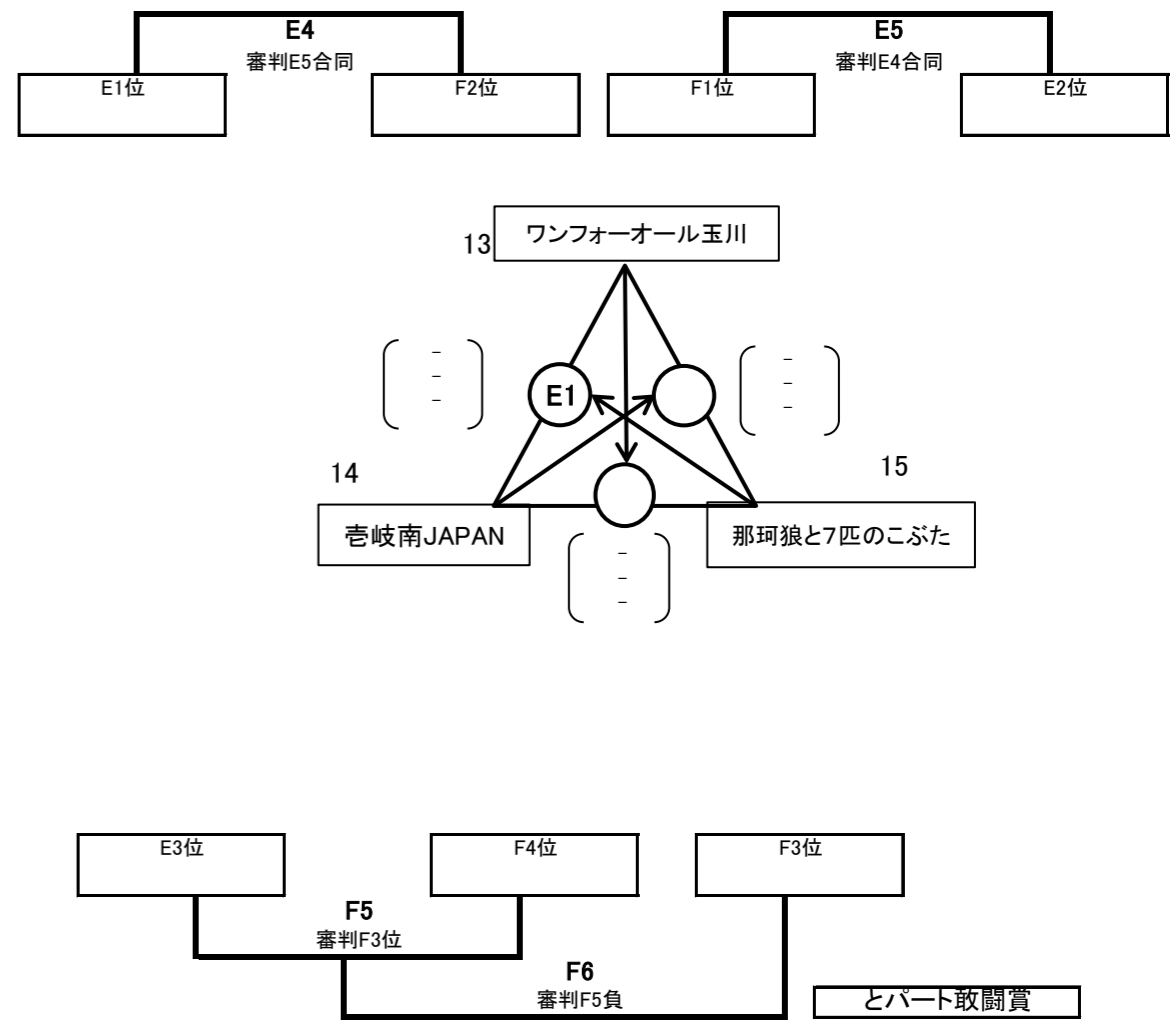 E4
審判E5合同
E1位
F2位
E5
審判E4合同
F1位
E2位
13
ワンフォーオール玉川
-
-
-
E1
-
-
-
14
15
壱岐南JAPAN
那珂狼と7匹のこぶた
-
-
-
E3位
F4位
F3位
F5
審判F3位
F6
審判F5負
とパート敢闘賞